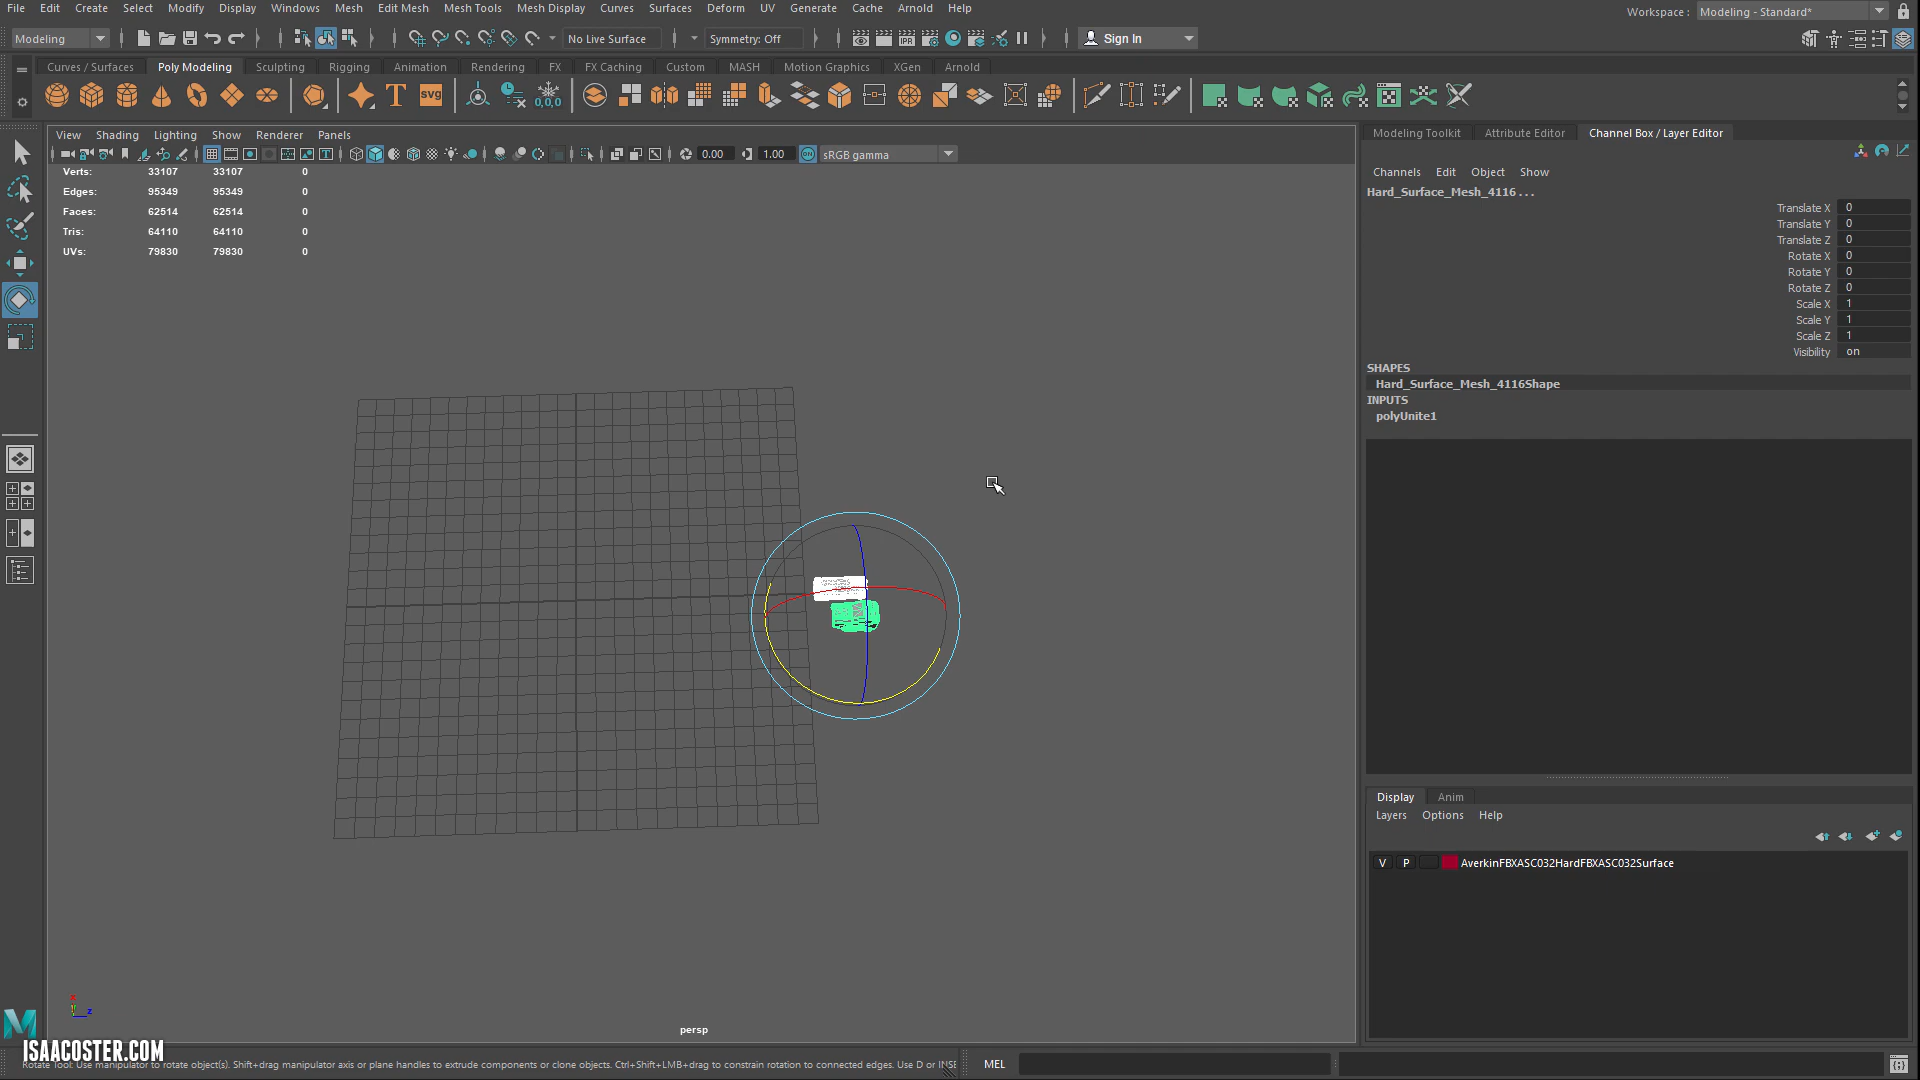 File Edit Create Select Modify Display Windows Mesh Edit Mesh Mesh Tools Mesh Display Curves Surfaces Deform UV Generate Cache Arnold Help
Workspace : Modeling - Standard*
Modeling No Live Surface Symmetry: Off Sign In
Curves / Surfaces Poly Modeling Sculpting Rigging Animation Rendering FX FX Caching Custom MASH Motion Graphics XGen Arnold
T SVG 0,0,0
View Shading Lighting Show Renderer Panels
0.00 1.00 ON sRGB gamma
Verts: 33107 33107 0
Edges: 95349 95349 0
Faces: 62514 62514 0
Tris: 64110 64110 0
UVs: 79830 79830 0
persp
Modeling Toolkit Attribute Editor Channel Box / Layer Editor
Channels Edit Object Show
Hard_Surface_Mesh_4116 . . .
Translate X 0
Translate Y 0
Translate Z 0
Rotate X 0
Rotate Y 0
Rotate Z 0
Scale X 1
Scale Y 1
Scale Z 1
Visibility on
SHAPES
Hard_Surface_Mesh_4116Shape
INPUTS
polyUnite1
Display Anim
Layers Options Help
V P AverkinFBXASC032HardFBXASC032Surface
ISAACOSTER.COM
Rotate Tool: Use manipulator to rotate object(s). Shift+drag manipulator axis or plane handles to extrude components or clone objects. Ctrl+Shift+LMB+drag to constrain rotation to connected edges. Use D or INSE
MEL